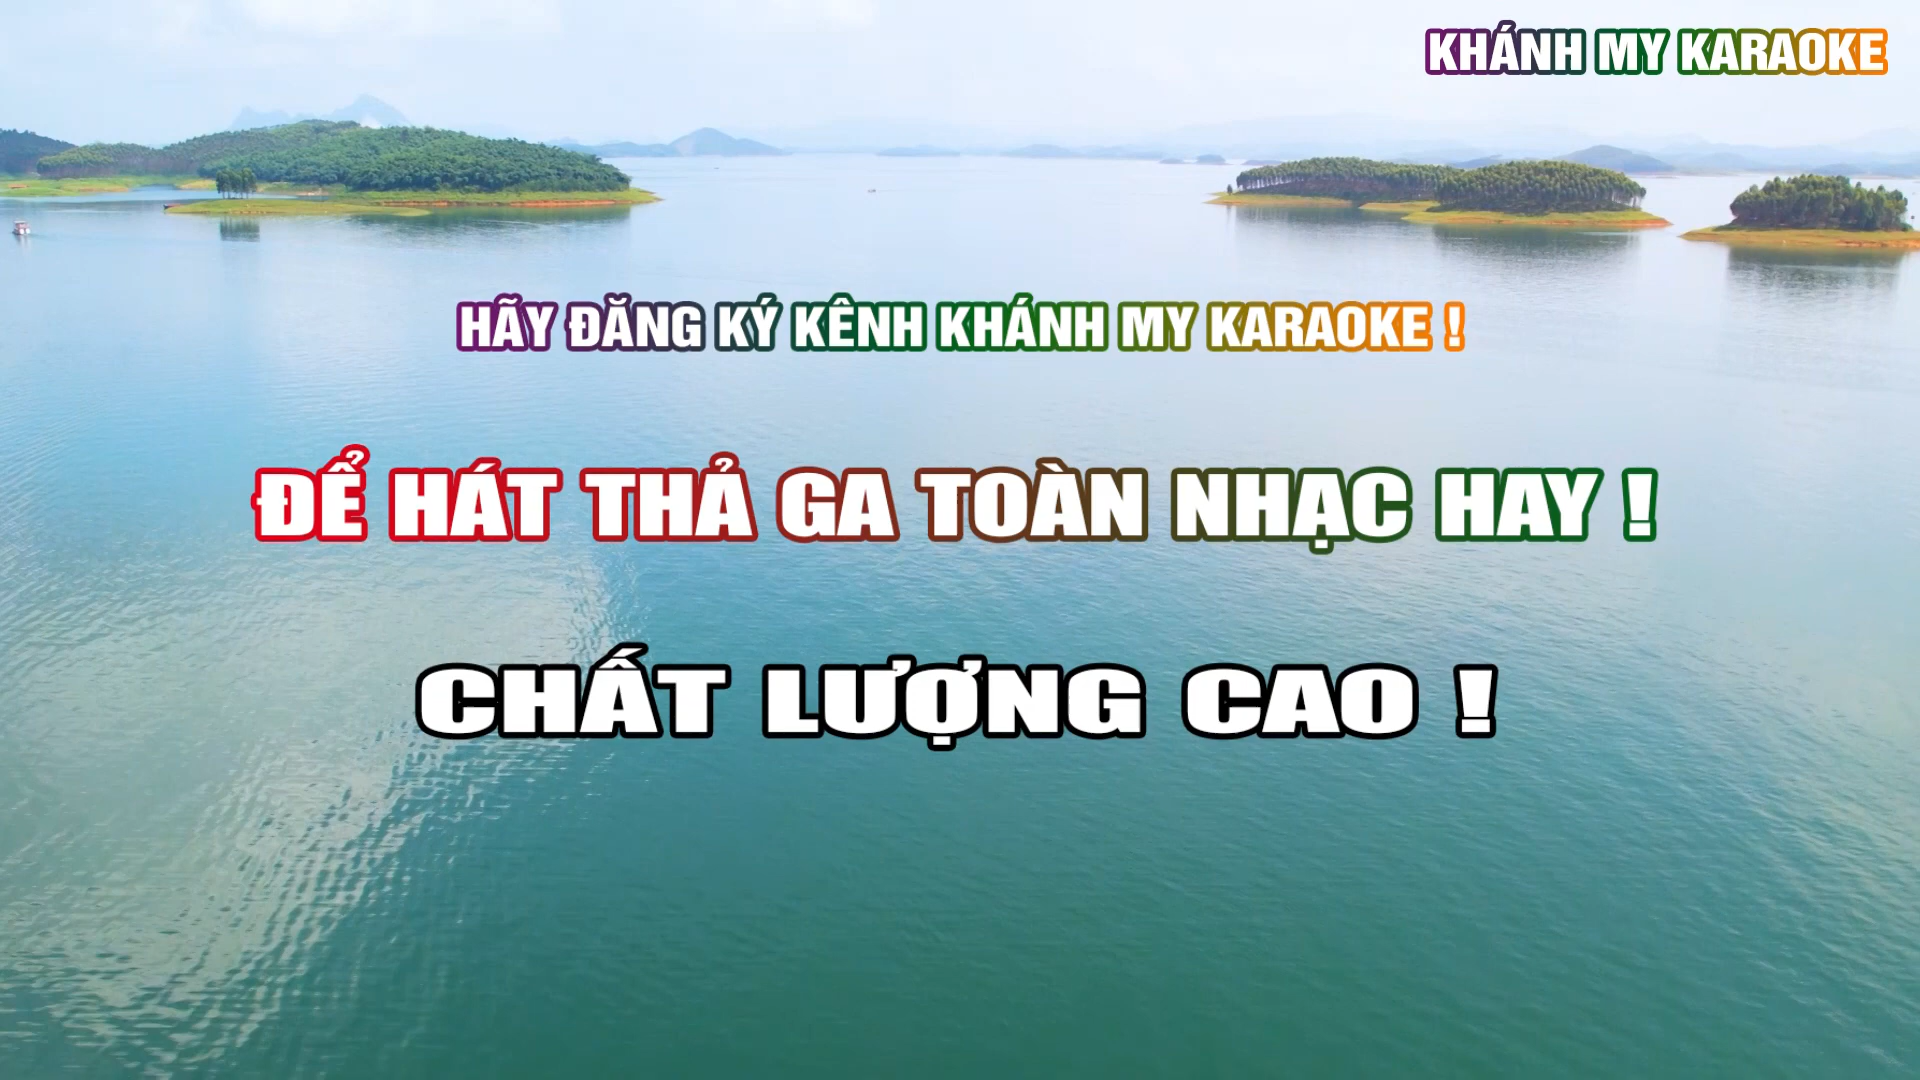 KHÁNH MY KARAOKE
HÃY ĐĂNG KÝ KÊNH KHÁNH MY KARAOKE !
ĐỂ HÁT THẢ GA TOÀN NHẠC HAY !
CHẤT LƯỢNG CAO !